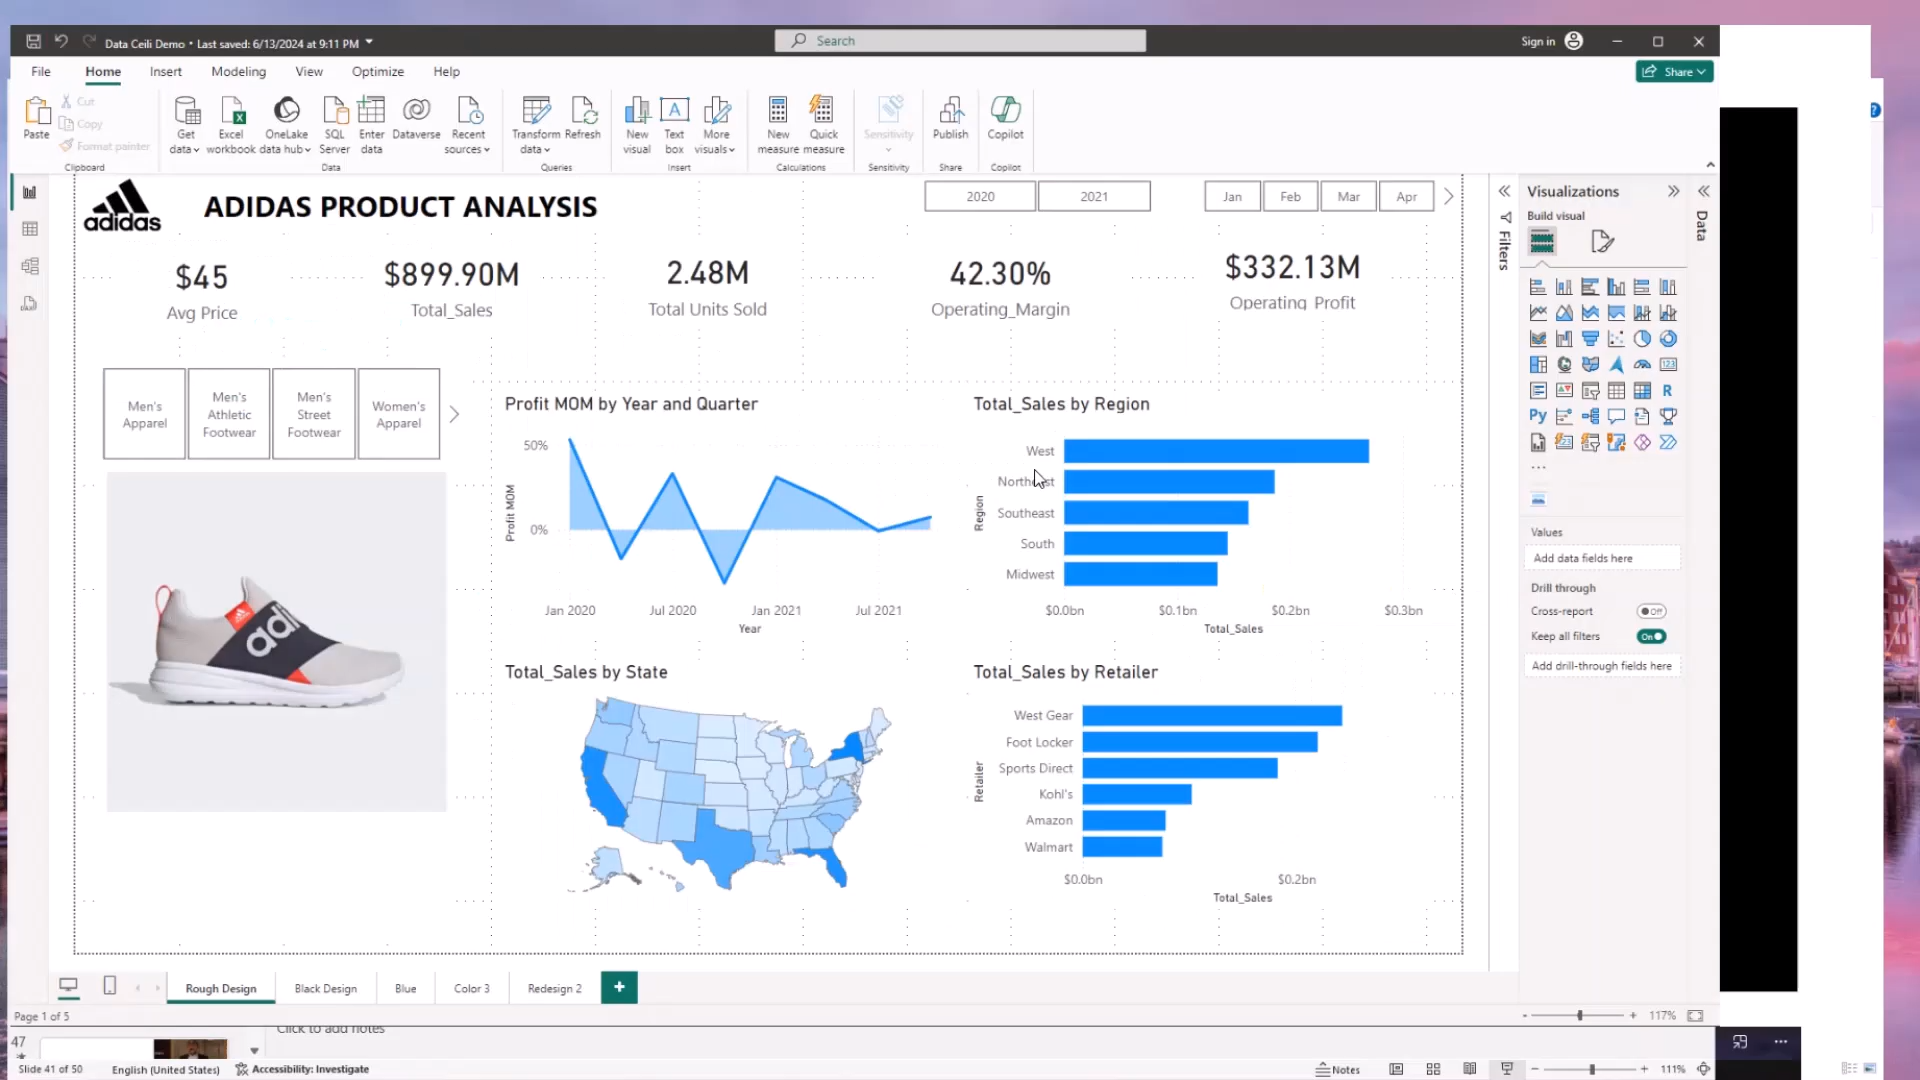 Data Ceili Demo • Last saved: 6/13/2024 at 9:11 PM
Search
Sign in
File Home Insert Modeling View Optimize Help
Share
Paste
Cut
Copy
Format painter
Clipboard
Get data
Excel workbook
OneLake data hub
SQL Server
Enter data
Dataverse
Recent sources
Data
Transform data
Refresh
Queries
New visual
Text box
More visuals
Insert
New measure
Quick measure
Calculations
Sensitivity
Sensitivity
Publish
Share
Copilot
Copilot
adidas
ADIDAS PRODUCT ANALYSIS
2020 2021
Jan Feb Mar Apr
$45
Avg Price
$899.90M
Total_Sales
2.48M
Total Units Sold
42.30%
Operating_Margin
$332.13M
Operating_Profit
Men's Apparel
Men's Athletic Footwear
Men's Street Footwear
Women's Apparel
adi
Profit MOM by Year and Quarter
50%
0%
Profit MOM
Jan 2020 Jul 2020 Jan 2021 Jul 2021
Year
Total_Sales by Region
Region
West
Northeast
Southeast
South
Midwest
$0.0bn $0.1bn $0.2bn $0.3bn
Total_Sales
Total_Sales by State
Total_Sales by Retailer
Retailer
West Gear
Foot Locker
Sports Direct
Kohl's
Amazon
Walmart
$0.0bn $0.2bn
Total_Sales
Filters
Visualizations
Build visual
123
R
Py
...
Values
Add data fields here
Drill through
Cross-report Off
Keep all filters On
Add drill-through fields here
Data
Rough Design Black Design Blue Color 3 Redesign 2 +
Page 1 of 5
- + 117%
Click to add notes
47
Slide 41 of 50 English (United States) Accessibility: Investigate
Notes
- + 111%